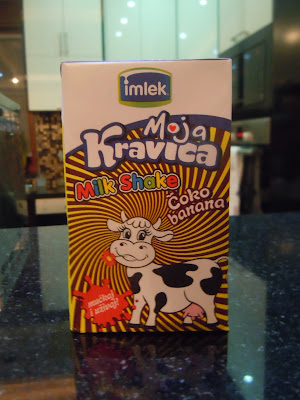 imlek
Moja
Kravica
Milk Shake
Čoko
banana
mućkaj
i uživaj!